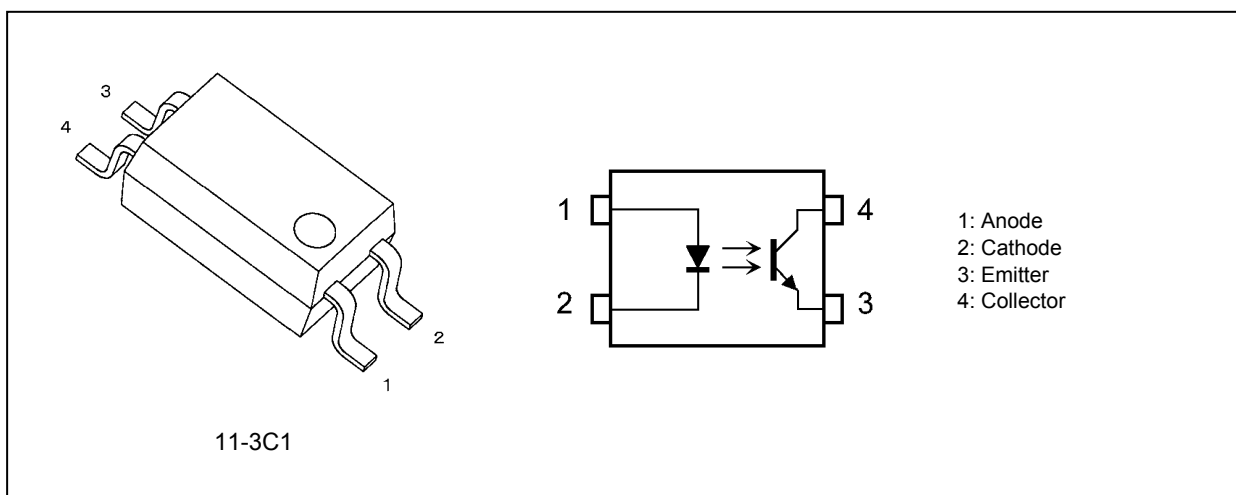 3
4
2
1
11-3C1
1
4
2
3
1: Anode
2: Cathode
3: Emitter
4: Collector